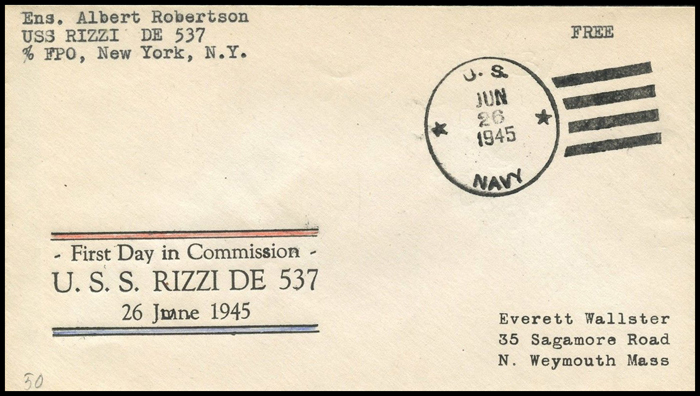 Ens. Albert Robertson
USS RIZZI DE 537
% FPO, New York, N.Y.
FREE
U. S.
JUN
26
1945
NAVY
- First Day in Commission -
U. S. S. RIZZI DE 537
26 Jmne 1945
Everett Wallster
35 Sagamore Road
N. Weymouth Mass
30